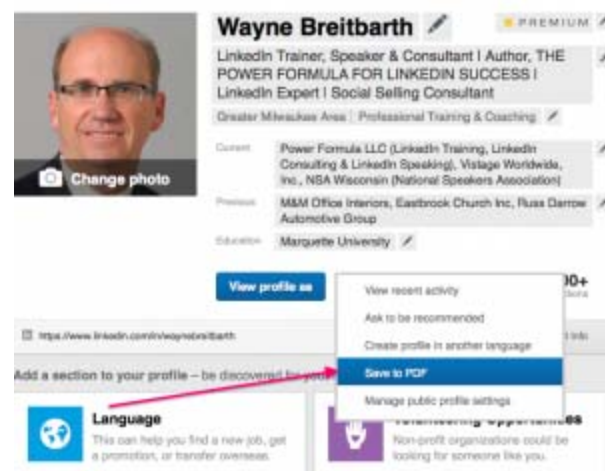 Wayne Breitbarth
PREMIUM
LinkedIn Trainer, Speaker & Consultant | Author, THE
POWER FORMULA FOR LINKEDIN SUCCESS |
LinkedIn Expert | Social Selling Consultant
Greater Milwaukee Area | Professional Training & Coaching
Current
Power Formula LLC (LinkedIn Training, LinkedIn
Consulting & LinkedIn Speaking), Vistage Worldwide,
Inc., NSA Wisconsin (National Speakers Association)
Change photo
Previous
M&M Office Interiors, Eastbrook Church Inc, Russ Darrow
Automotive Group
Education
Marquette University
View profile as
00+
View recent activity
Ask to be recommended
https://www.linkedin.com/in/waynebreitbarth
Create profile in another language
Info
Add a section to your profile – be discovered for
Save to PDF
Manage public profile settings
Language
This can help you find a new job, get
a promotion, or transfer overseas.
Volunteering Opportunities
Non-profit organizations could be
looking for someone like you.